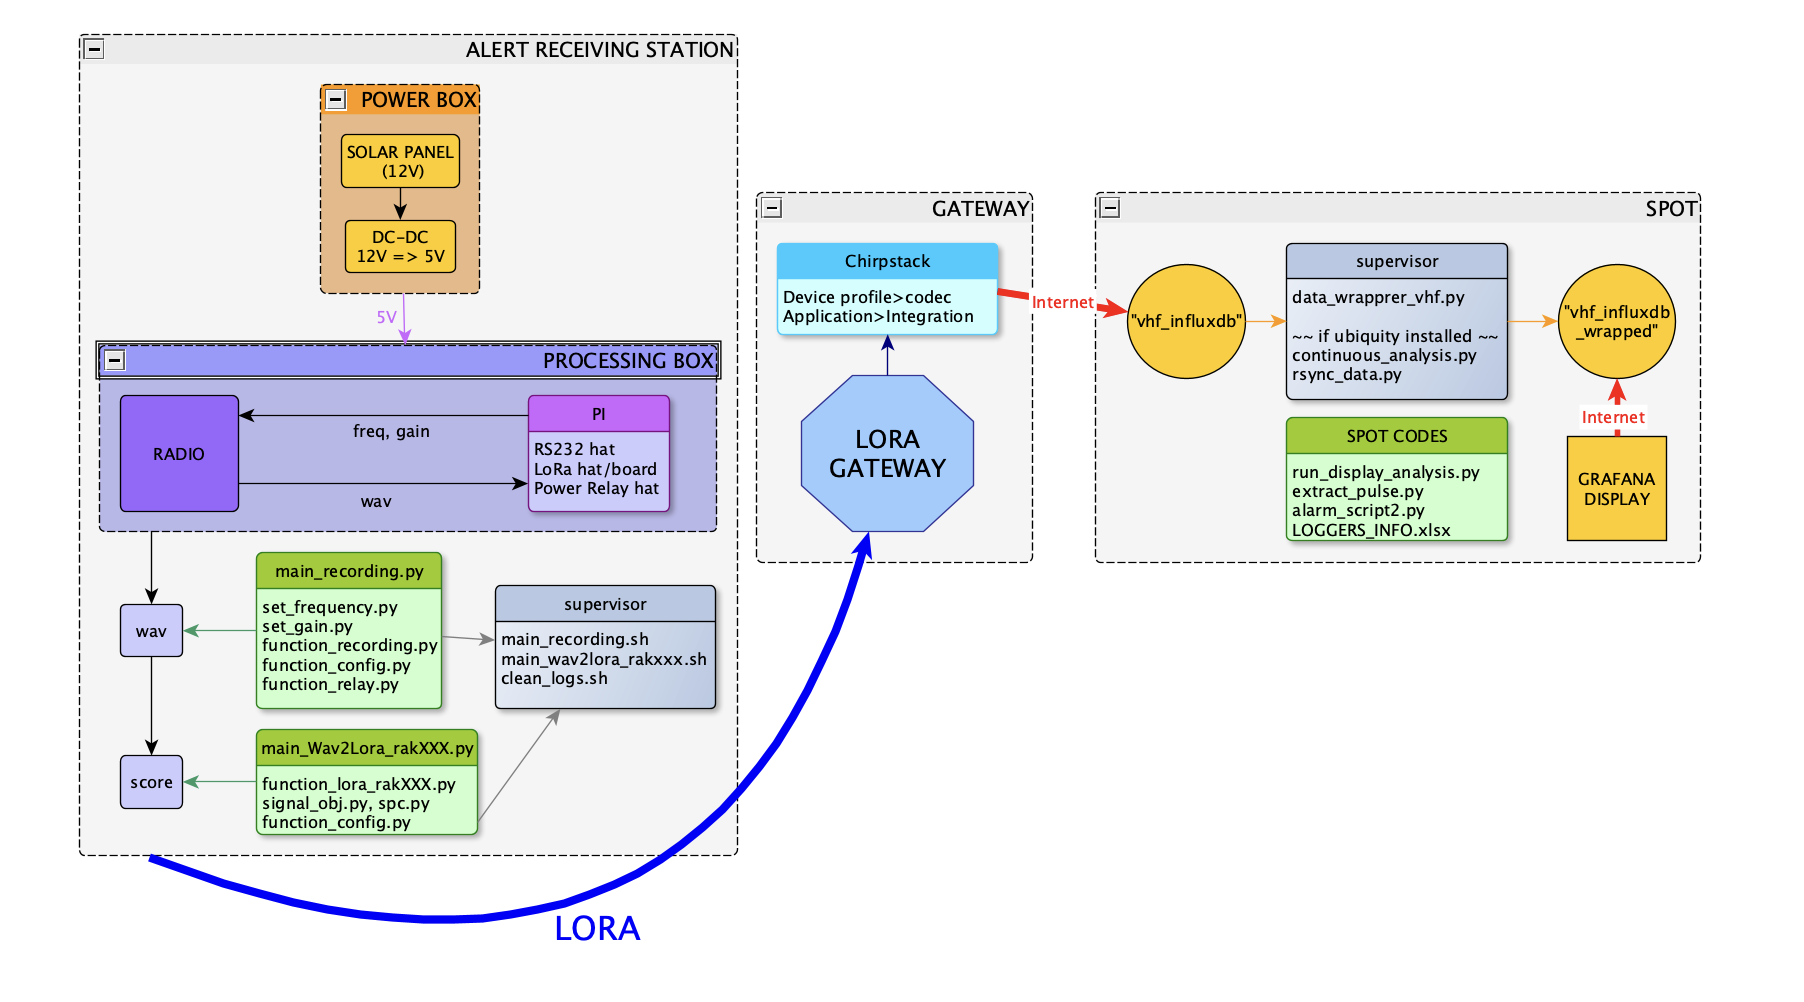 ALERT RECEIVING STATION
POWER BOX
SOLAR PANEL
(12V)
DC-DC
12V => 5V
5V
PROCESSING BOX
RADIO
freq, gain
wav
PI
RS232 hat
LoRa hat/board
Power Relay hat
wav
main_recording.py
set_frequency.py
set_gain.py
function_recording.py
function_config.py
function_relay.py
supervisor
main_recording.sh
main_wav2lora_rakxxx.sh
clean_logs.sh
score
main_Wav2Lora_rakXXX.py
function_lora_rakXXX.py
signal_obj.py, spc.py
function_config.py
LORA
GATEWAY
Chirpstack
Device profile>codec
Application>Integration
LORA
GATEWAY
Internet
SPOT
"vhf_influxdb"
supervisor
data_wrapprer_vhf.py
~~ if ubiquity installed ~~
continuous_analysis.py
rsync_data.py
"vhf_influxdb
_wrapped"
SPOT CODES
run_display_analysis.py
extract_pulse.py
alarm_script2.py
LOGGERS_INFO.xlsx
Internet
GRAFANA
DISPLAY